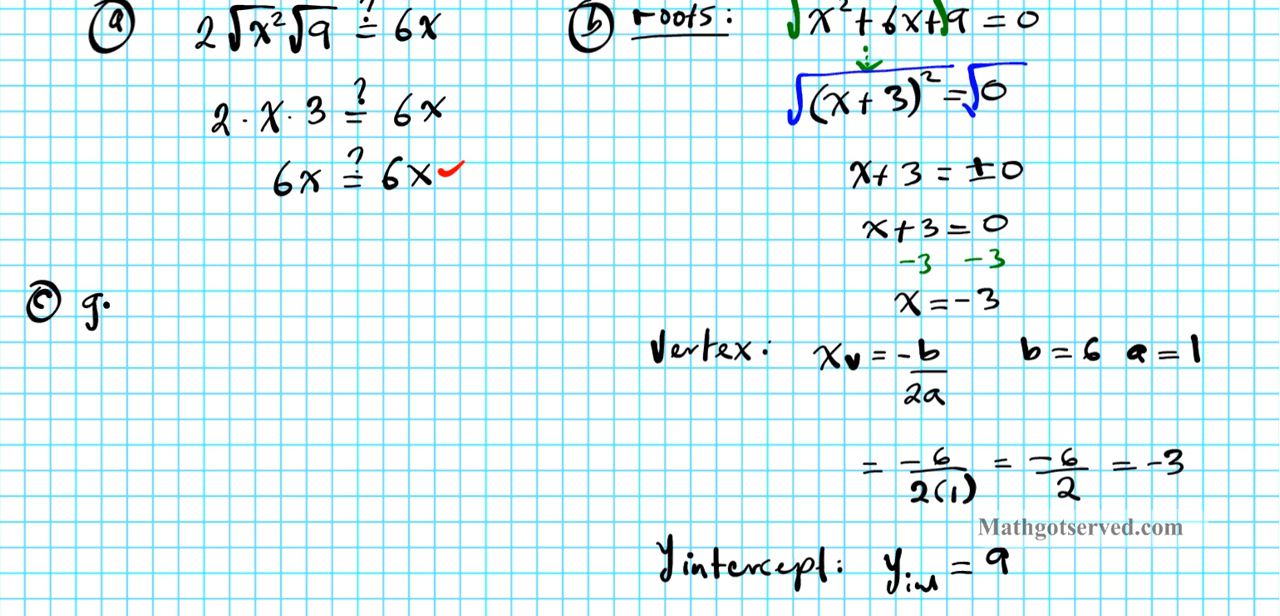 (a) 2√x²√9 ≟ 6x
2 · x · 3 ≟ 6x
6x ≟ 6x ✓
(b) roots: √x² + 6x + √9 = 0
√(x + 3)² = √0
x + 3 = ±0
x + 3 = 0
-3 -3
x = -3
Vertex: xᵥ = -b/2a b = 6 a = 1
= -6/2(1) = -6/2 = -3
Mathgotserved.com
y intercept: y_int = 9
(c) g.